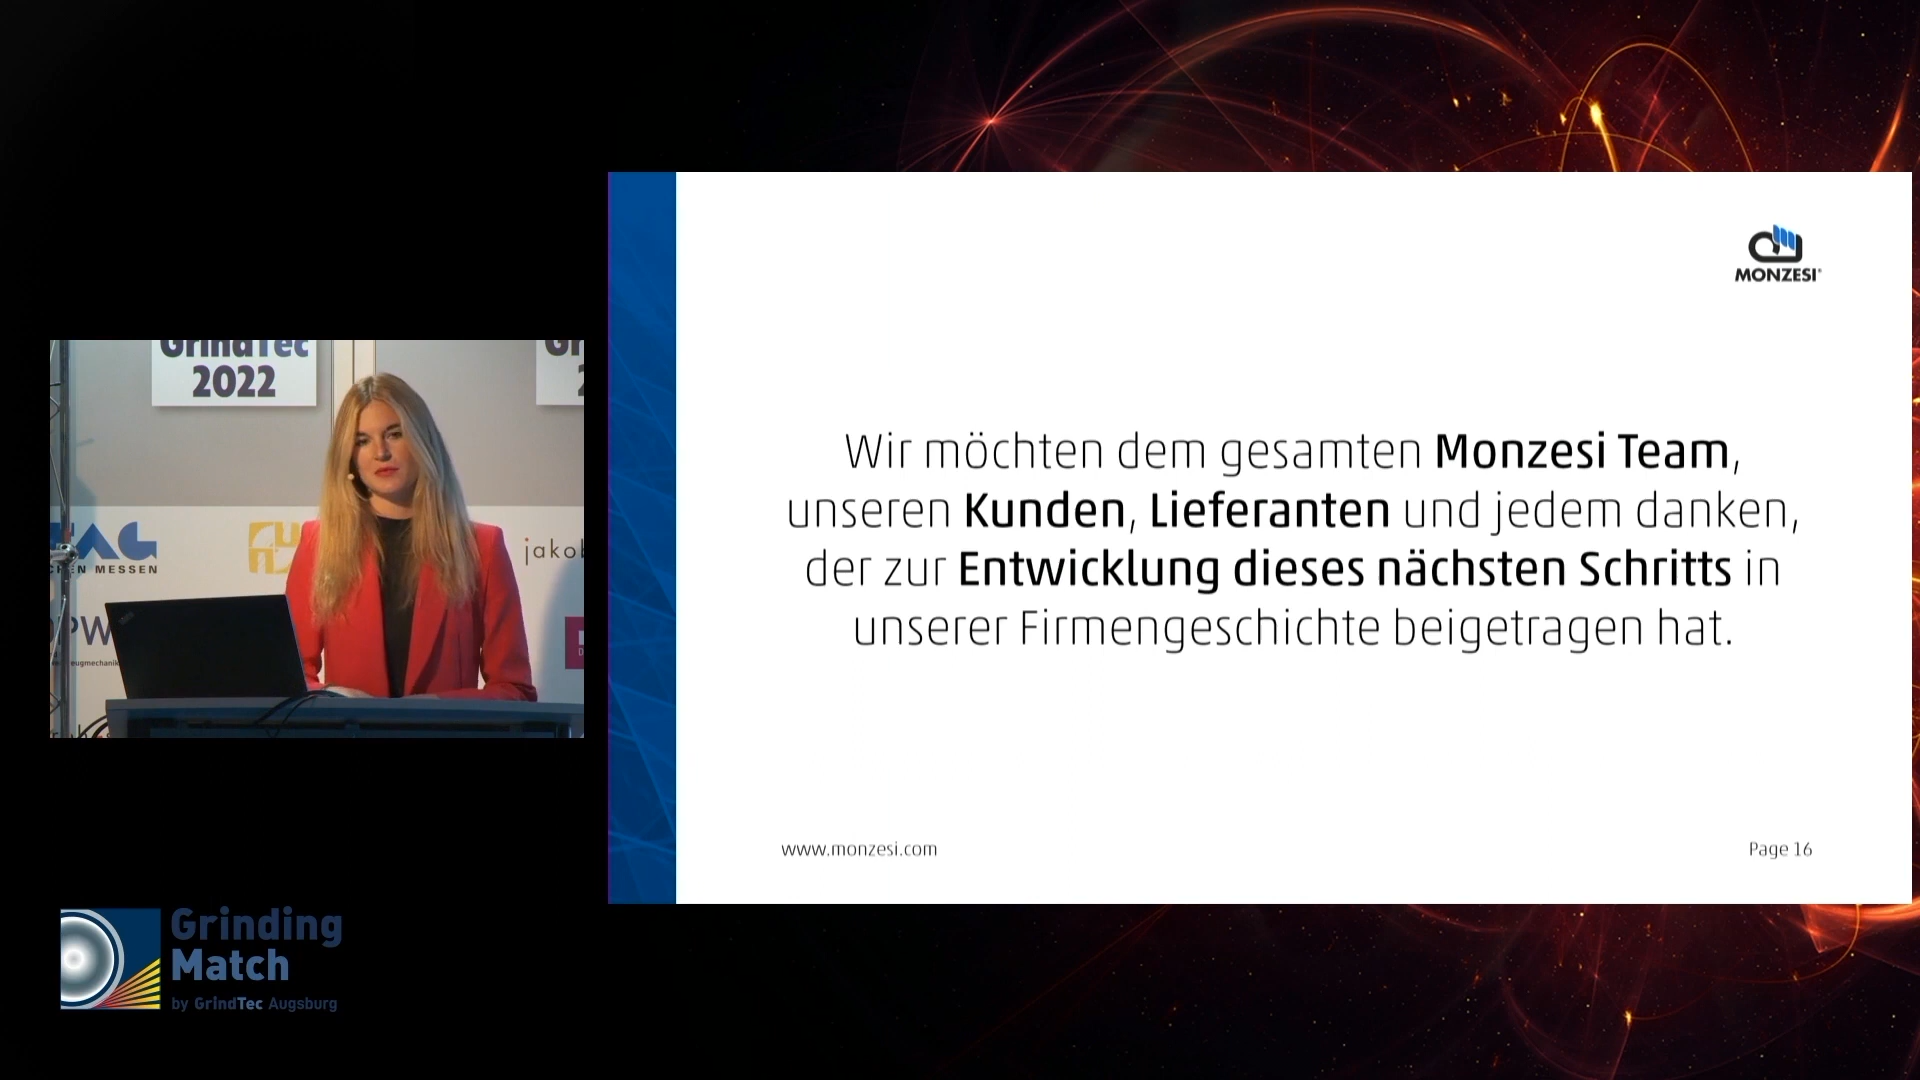 GrindTec
2022
CHEN MESSEN
jakob
MONZESI
Wir möchten dem gesamten Monzesi Team,
unseren Kunden, Lieferanten und jedem danken,
der zur Entwicklung dieses nächsten Schritts in
unserer Firmengeschichte beigetragen hat.
www.monzesi.com
Page 16
Grinding
Match
by GrindTec Augsburg